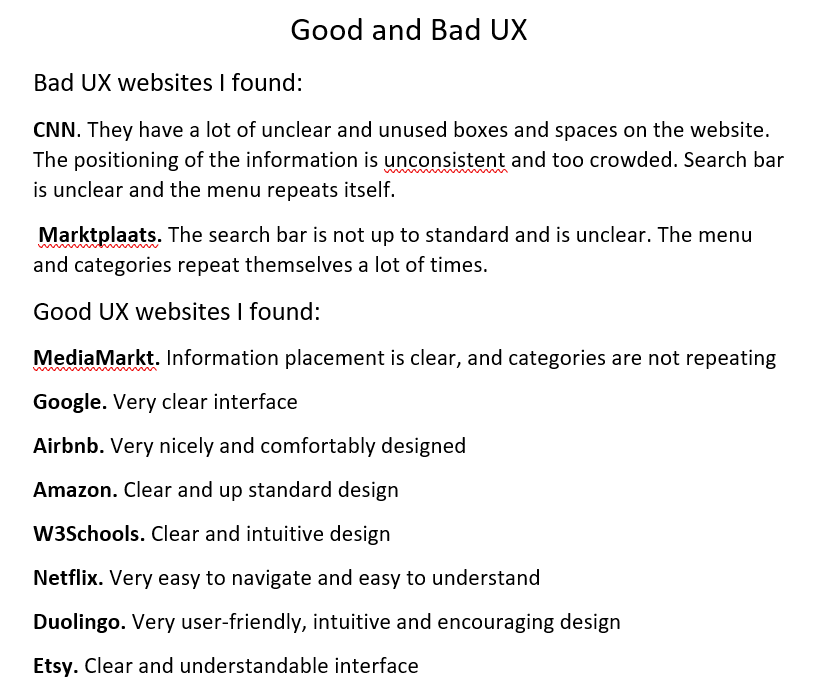 Good and Bad UX
Bad UX websites I found:
CNN. They have a lot of unclear and unused boxes and spaces on the website.
The positioning of the information is unconsistent and too crowded. Search bar
is unclear and the menu repeats itself.
Marktplaats. The search bar is not up to standard and is unclear. The menu
and categories repeat themselves a lot of times.
Good UX websites I found:
MediaMarkt. Information placement is clear, and categories are not repeating
Google. Very clear interface
Airbnb. Very nicely and comfortably designed
Amazon. Clear and up standard design
W3Schools. Clear and intuitive design
Netflix. Very easy to navigate and easy to understand
Duolingo. Very user-friendly, intuitive and encouraging design
Etsy. Clear and understandable interface